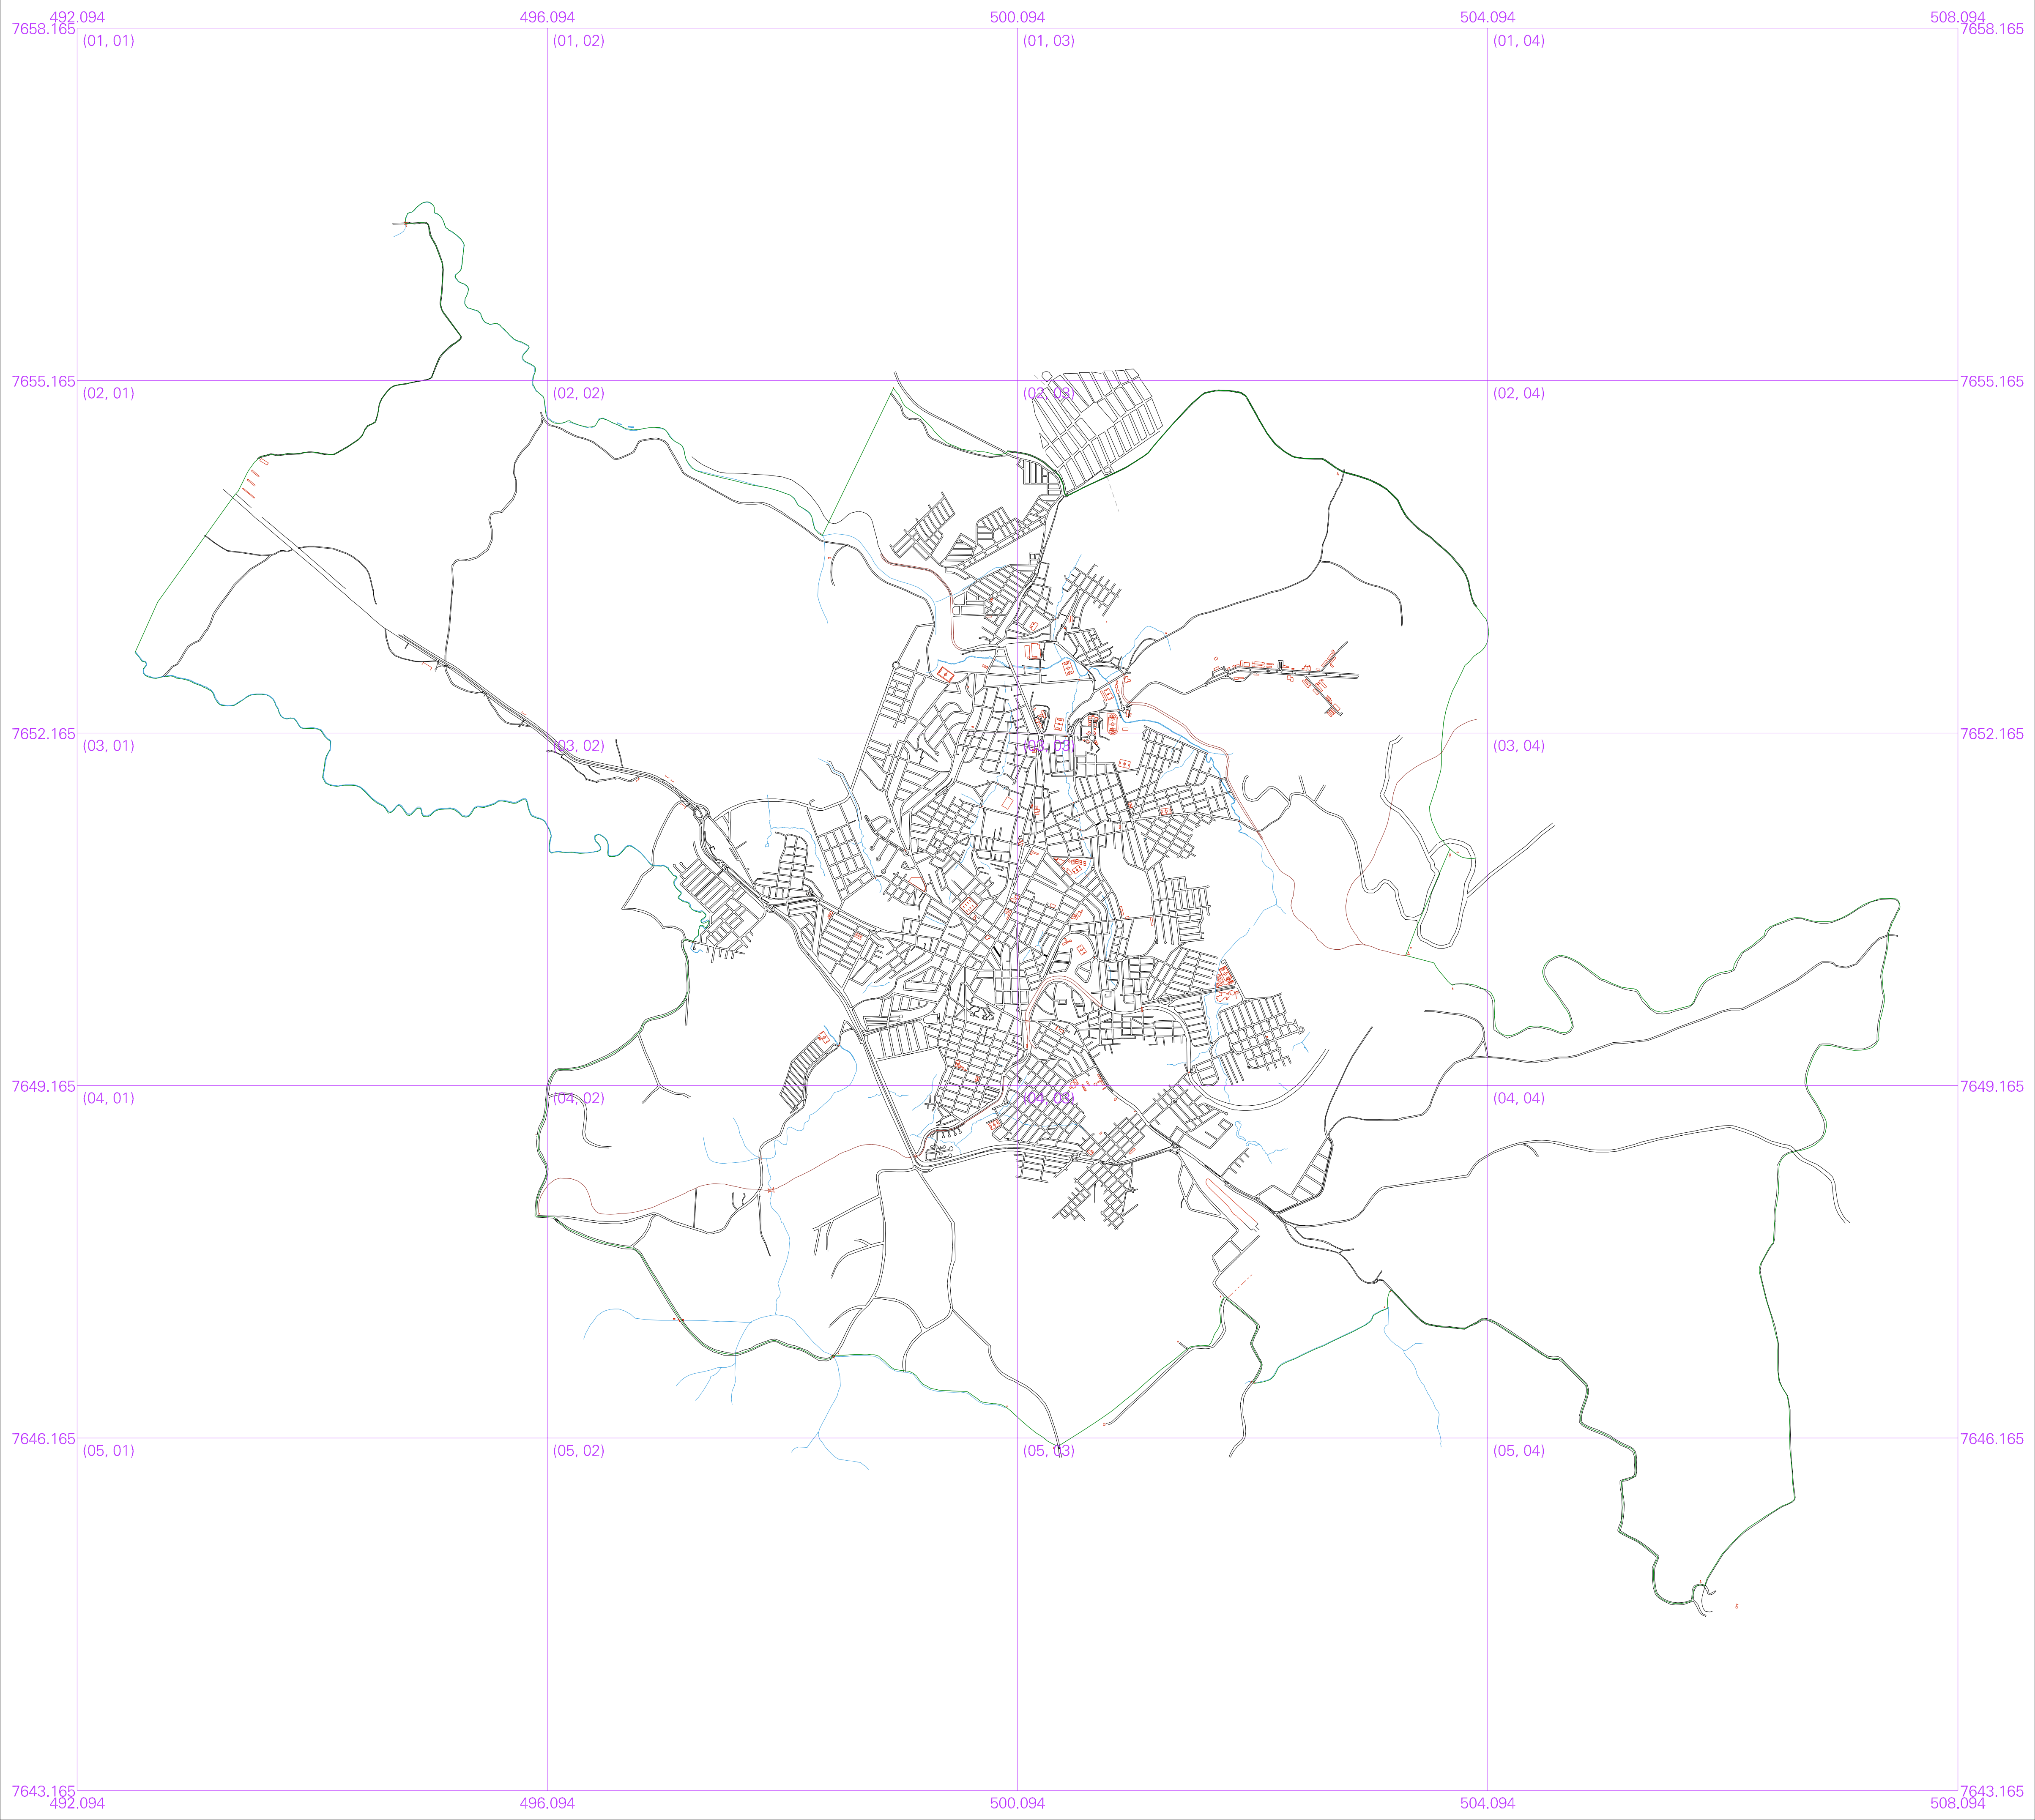 492.094 496.094 500.094 504.094 508.094
7658.165 7658.165
(01, 01) (01, 02) (01, 03) (01, 04)
7655.165 7655.165
(02, 01) (02, 02) (02, 03) (02, 04)
7652.165 7652.165
(03, 01) (03, 02) (03, 03) (03, 04)
7649.165 7649.165
(04, 01) (04, 02) (04, 03) (04, 04)
7646.165 7646.165
(05, 01) (05, 02) (05, 03) (05, 04)
7643.165 7643.165
492.094 496.094 500.094 504.094 508.094